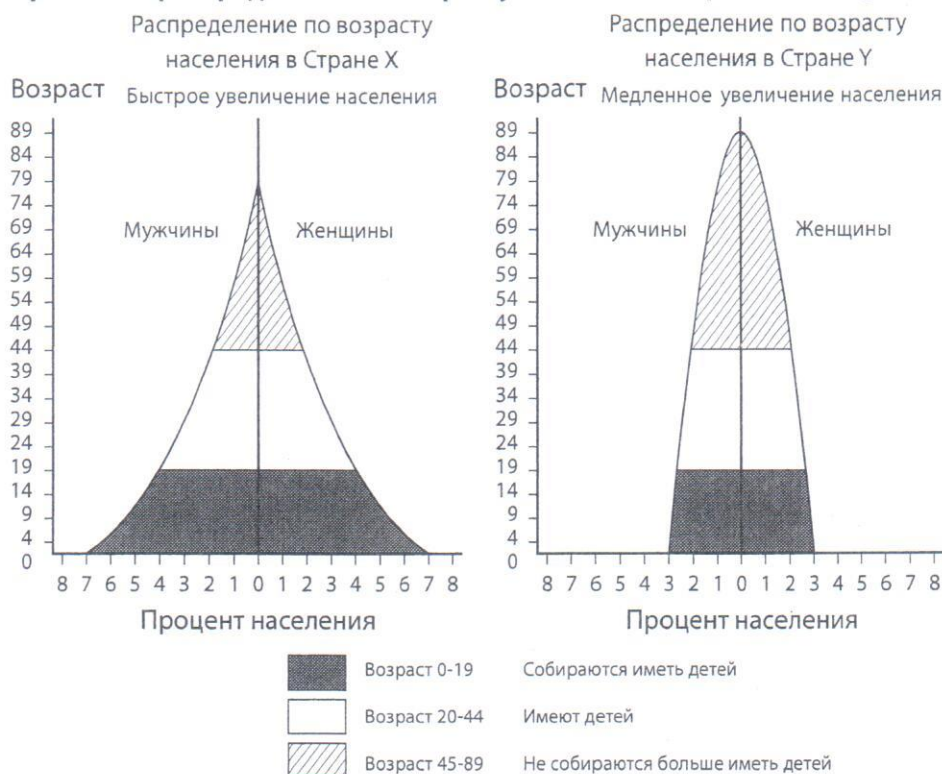 Распределение по возрасту
населения в Стране X
Быстрое увеличение населения
Возраст
89
84
79
74
69
64
59
54
49
44
39
34
29
24
19
14
9
4
0
Мужчины
Женщины
8 7 6 5 4 3 2 1 0 1 2 3 4 5 6 7 8
Процент населения
Распределение по возрасту
населения в Стране Y
Медленное увеличение населения
Возраст
89
84
79
74
69
64
59
54
49
44
39
34
29
24
19
14
9
4
0
Мужчины
Женщины
8 7 6 5 4 3 2 1 0 1 2 3 4 5 6 7 8
Процент населения
Возраст 0-19 Собираются иметь детей
Возраст 20-44 Имеют детей
Возраст 45-89 Не собираются больше иметь детей